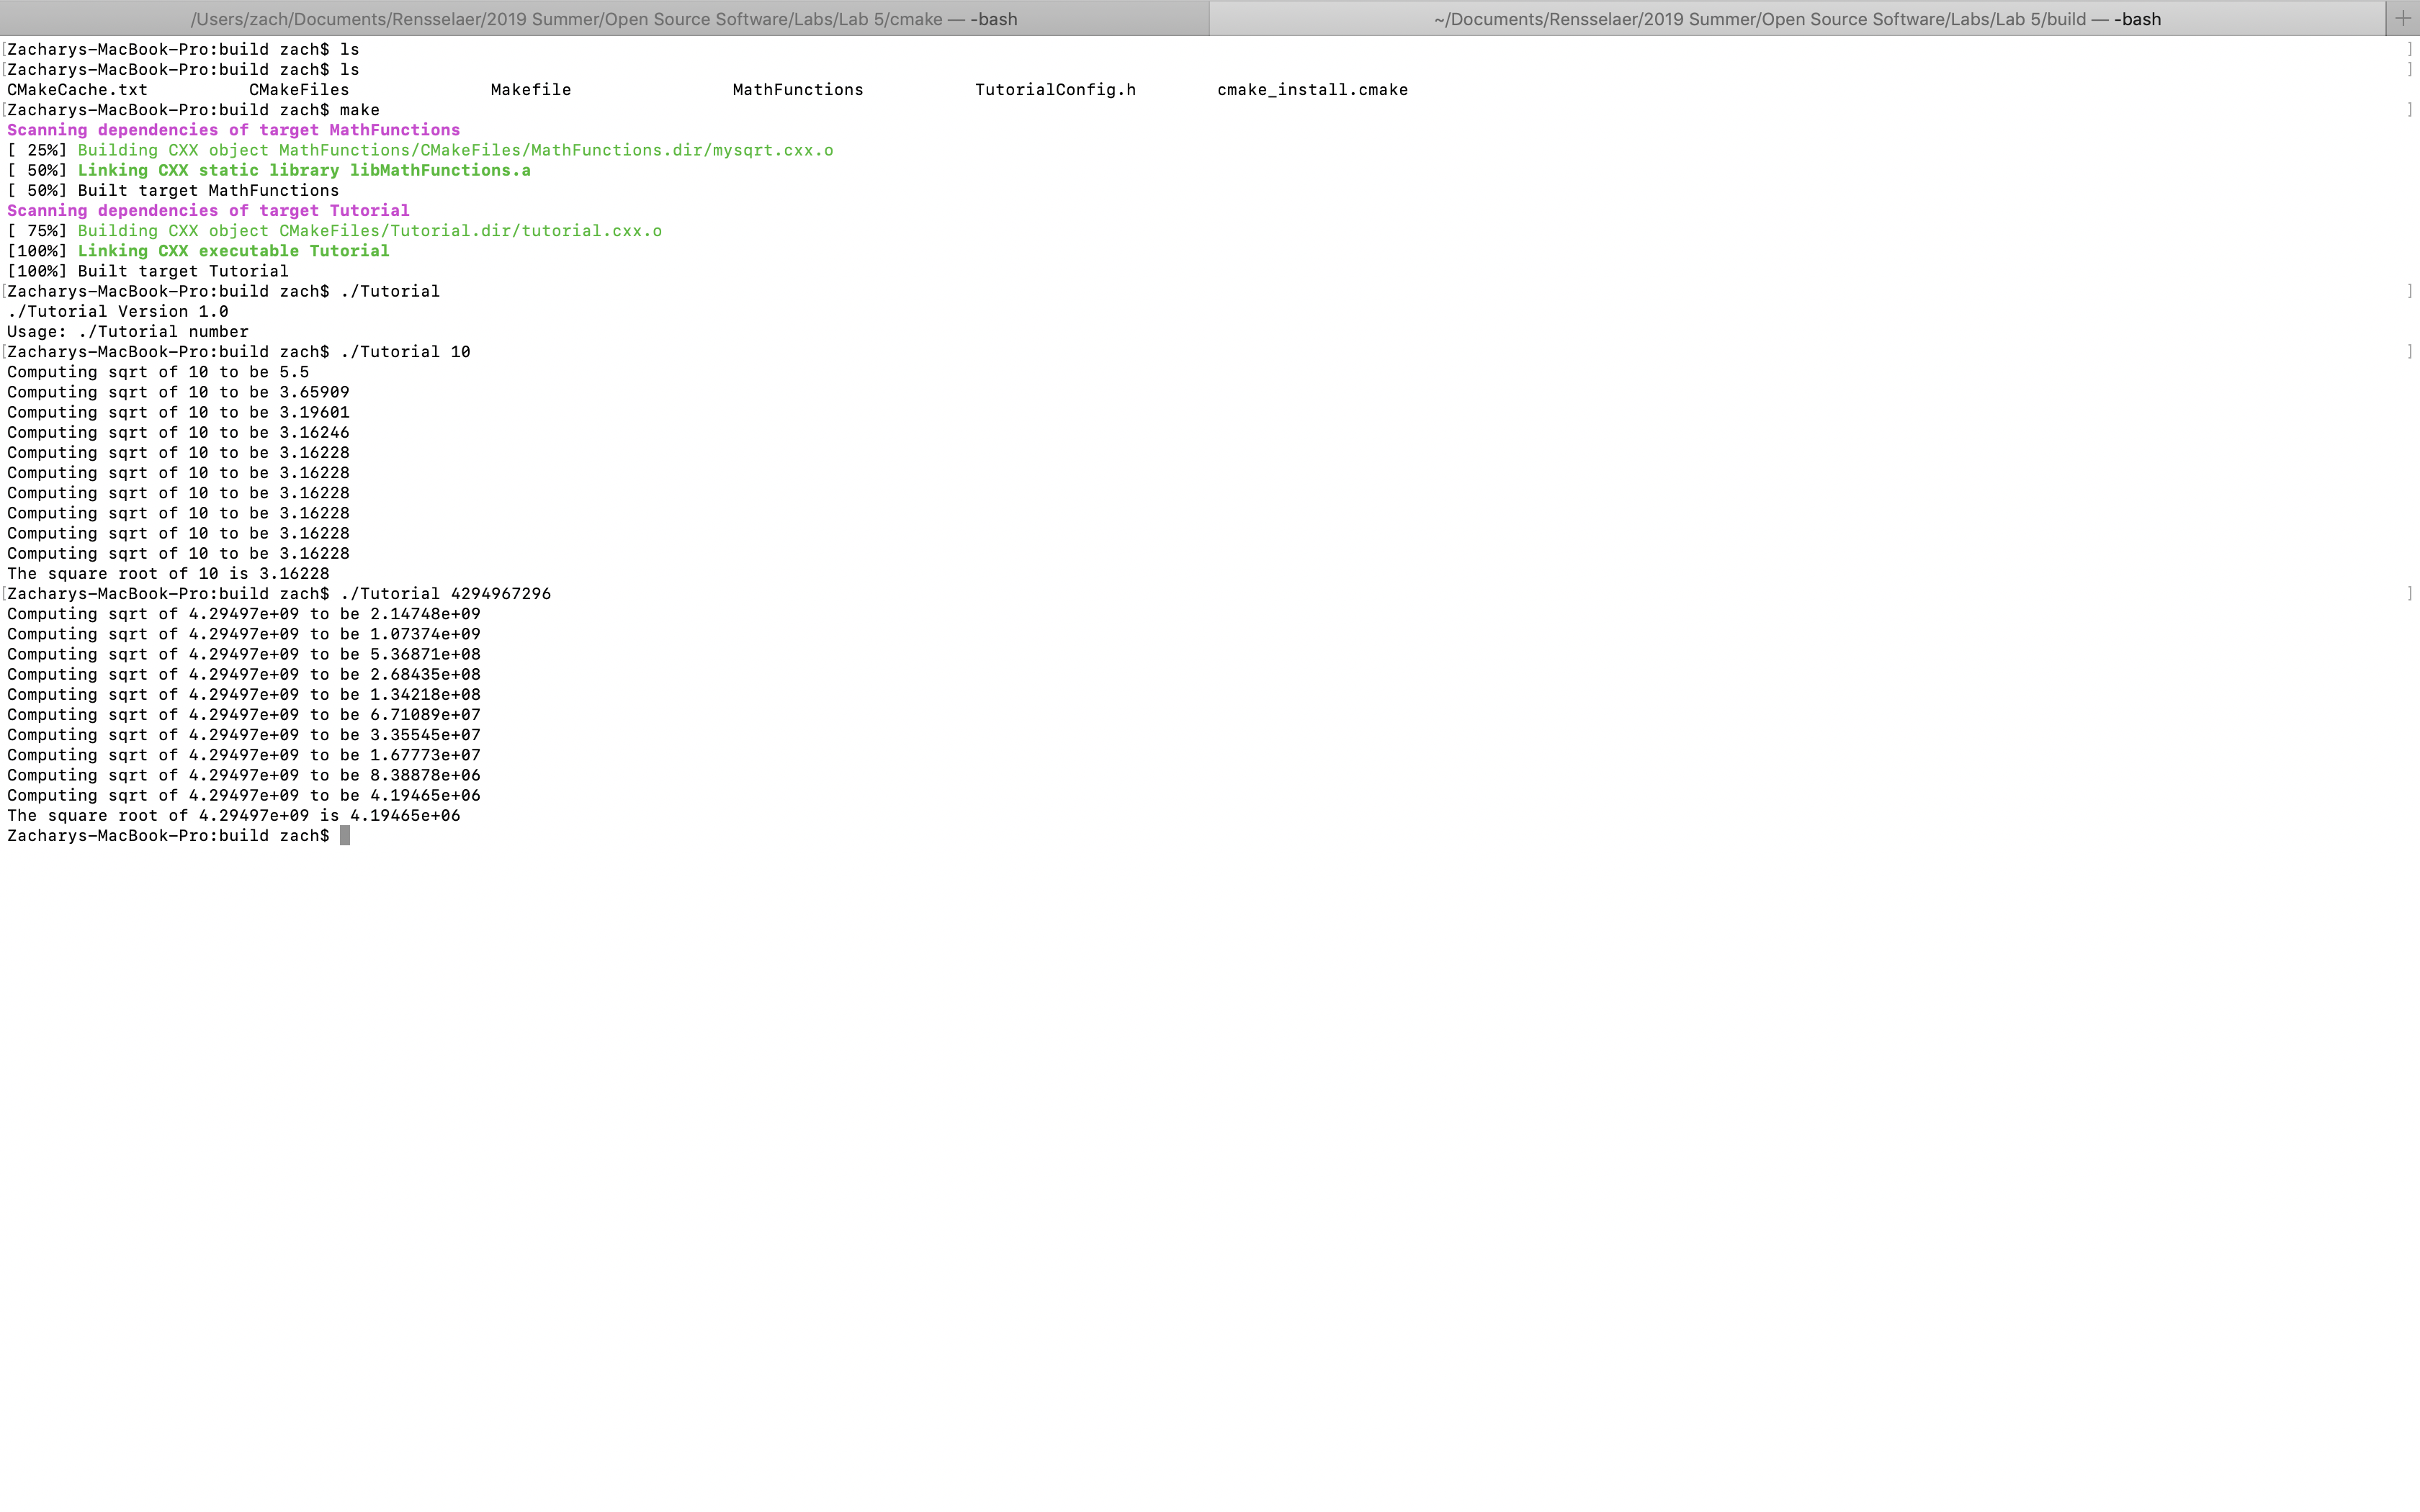 /Users/zach/Documents/Rensselaer/2019 Summer/Open Source Software/Labs/Lab 5/cmake — -bash
~/Documents/Rensselaer/2019 Summer/Open Source Software/Labs/Lab 5/build — -bash
+
[Zacharys-MacBook-Pro:build zach$ ls ]
[Zacharys-MacBook-Pro:build zach$ ls ]
CMakeCache.txt CMakeFiles Makefile MathFunctions TutorialConfig.h cmake_install.cmake
[Zacharys-MacBook-Pro:build zach$ make ]
Scanning dependencies of target MathFunctions
[ 25%] Building CXX object MathFunctions/CMakeFiles/MathFunctions.dir/mysqrt.cxx.o
[ 50%] Linking CXX static library libMathFunctions.a
[ 50%] Built target MathFunctions
Scanning dependencies of target Tutorial
[ 75%] Building CXX object CMakeFiles/Tutorial.dir/tutorial.cxx.o
[100%] Linking CXX executable Tutorial
[100%] Built target Tutorial
[Zacharys-MacBook-Pro:build zach$ ./Tutorial ]
./Tutorial Version 1.0
Usage: ./Tutorial number
[Zacharys-MacBook-Pro:build zach$ ./Tutorial 10 ]
Computing sqrt of 10 to be 5.5
Computing sqrt of 10 to be 3.65909
Computing sqrt of 10 to be 3.19601
Computing sqrt of 10 to be 3.16246
Computing sqrt of 10 to be 3.16228
Computing sqrt of 10 to be 3.16228
Computing sqrt of 10 to be 3.16228
Computing sqrt of 10 to be 3.16228
Computing sqrt of 10 to be 3.16228
Computing sqrt of 10 to be 3.16228
The square root of 10 is 3.16228
[Zacharys-MacBook-Pro:build zach$ ./Tutorial 4294967296 ]
Computing sqrt of 4.29497e+09 to be 2.14748e+09
Computing sqrt of 4.29497e+09 to be 1.07374e+09
Computing sqrt of 4.29497e+09 to be 5.36871e+08
Computing sqrt of 4.29497e+09 to be 2.68435e+08
Computing sqrt of 4.29497e+09 to be 1.34218e+08
Computing sqrt of 4.29497e+09 to be 6.71089e+07
Computing sqrt of 4.29497e+09 to be 3.35545e+07
Computing sqrt of 4.29497e+09 to be 1.67773e+07
Computing sqrt of 4.29497e+09 to be 8.38878e+06
Computing sqrt of 4.29497e+09 to be 4.19465e+06
The square root of 4.29497e+09 is 4.19465e+06
Zacharys-MacBook-Pro:build zach$